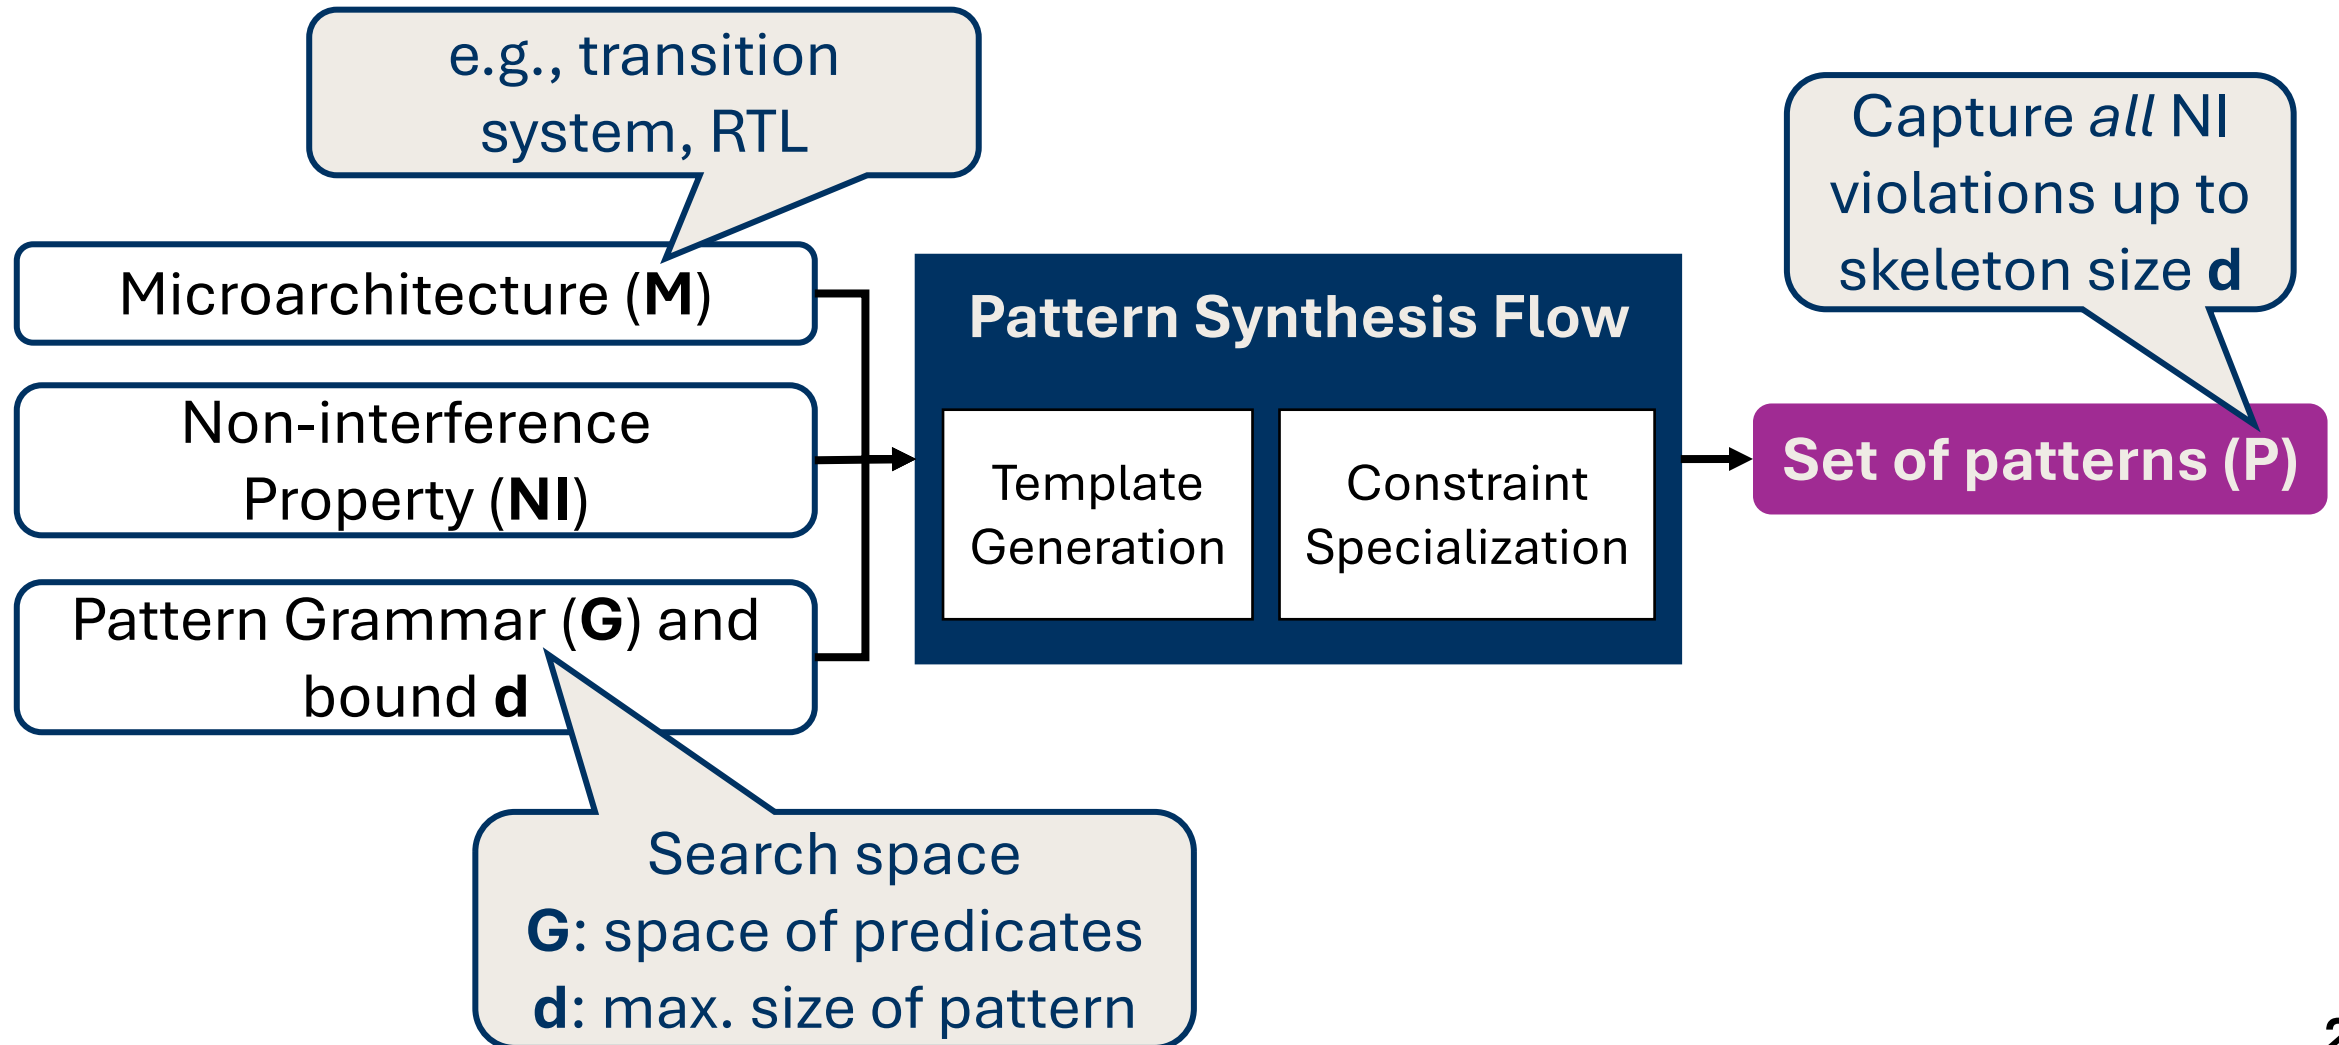 e.g., transition
system, RTL
Capture all NI
violations up to
skeleton size d
Microarchitecture (M)
Non-interference
Property (NI)
Pattern Grammar (G) and
bound d
Pattern Synthesis Flow
Template
Generation
Constraint
Specialization
Set of patterns (P)
Search space
G: space of predicates
d: max. size of pattern